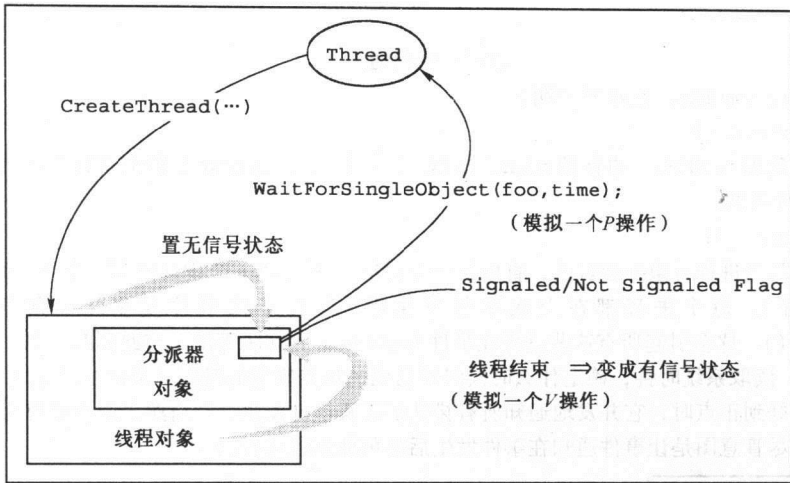 Thread
CreateThread(…)
WaitForSingleObject(foo,time);
(模拟一个P操作)
置无信号状态
Signaled/Not Signaled Flag
分派器
对象
线程结束 ⇒变成有信号状态
(模拟一个V操作)
线程对象